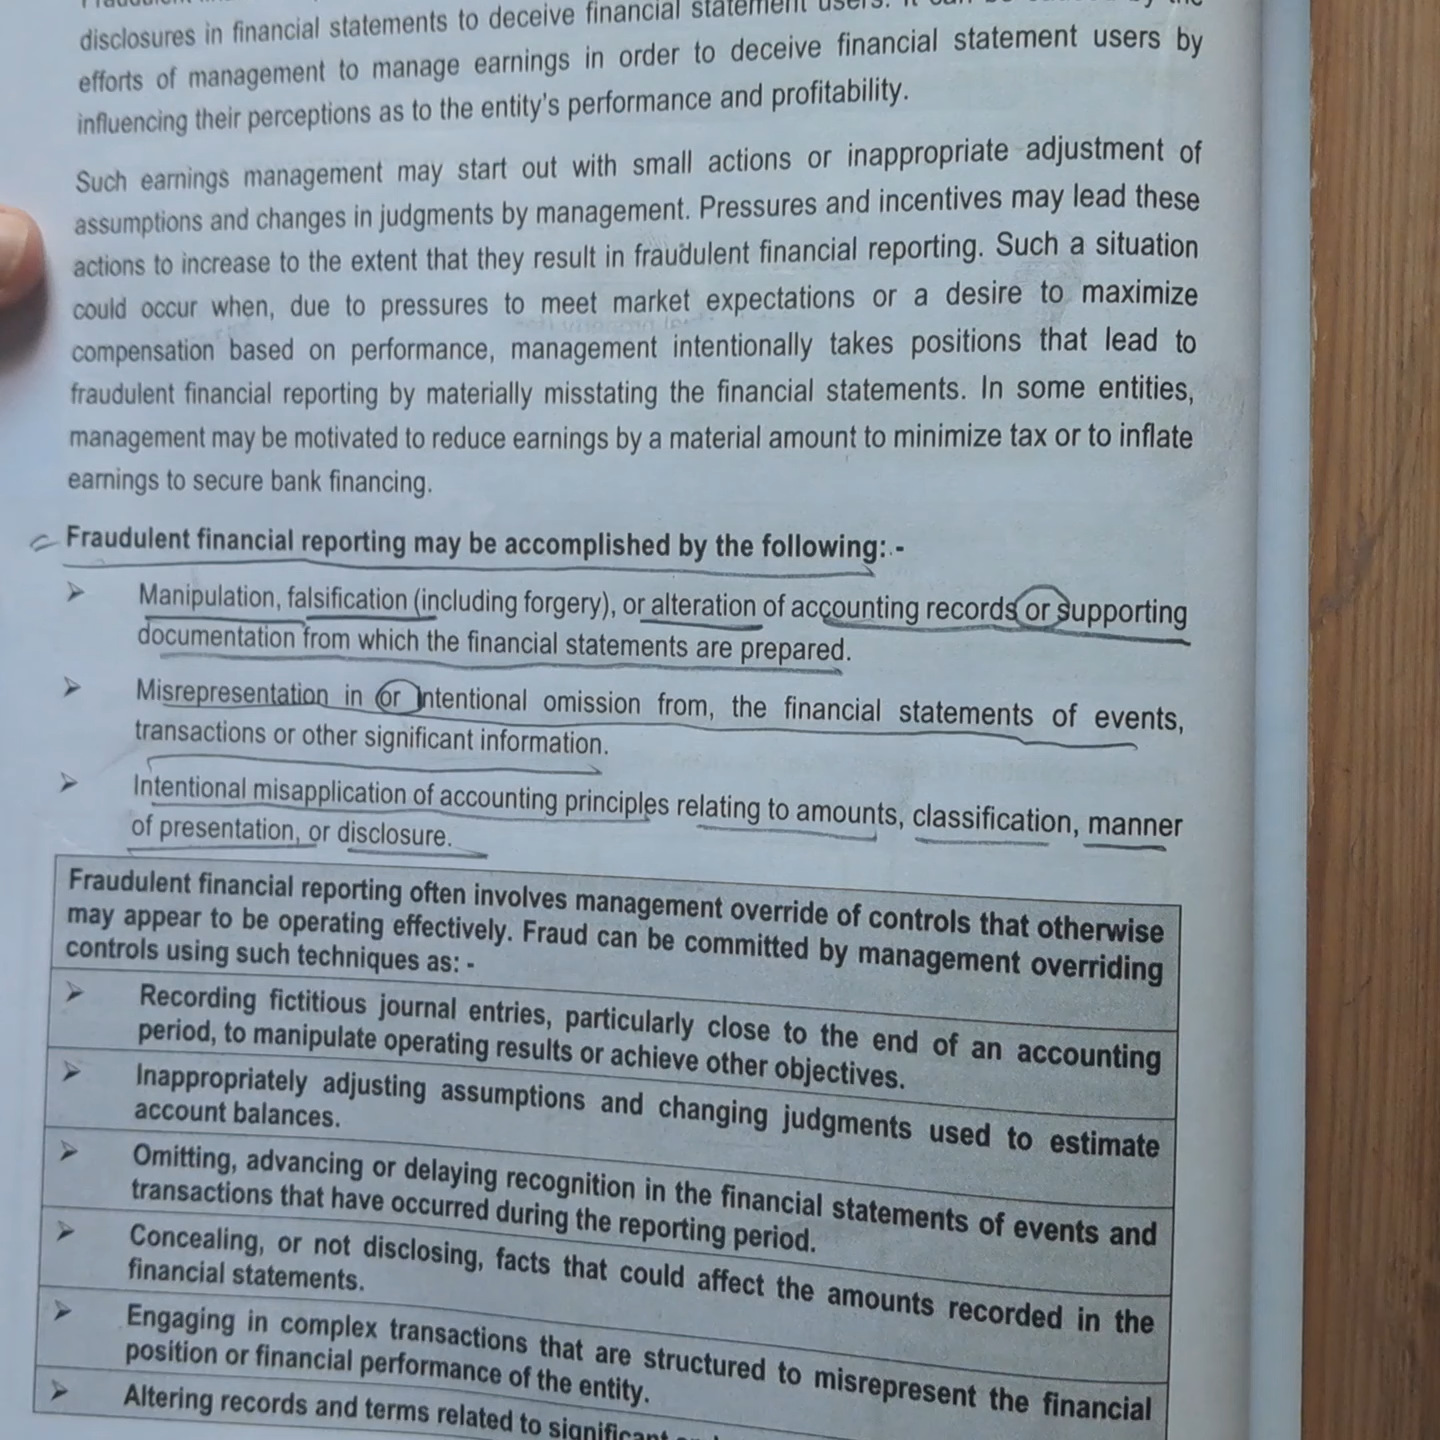 disclosures in financial statements to deceive financial statement users.
efforts of management to manage earnings in order to deceive financial statement users by
influencing their perceptions as to the entity's performance and profitability.
Such earnings management may start out with small actions or inappropriate adjustment of
assumptions and changes in judgments by management. Pressures and incentives may lead these
actions to increase to the extent that they result in fraudulent financial reporting. Such a situation
could occur when, due to pressures to meet market expectations or a desire to maximize
compensation based on performance, management intentionally takes positions that lead to
fraudulent financial reporting by materially misstating the financial statements. In some entities,
management may be motivated to reduce earnings by a material amount to minimize tax or to inflate
earnings to secure bank financing.
Fraudulent financial reporting may be accomplished by the following: -
➤ Manipulation, falsification (including forgery), or alteration of accounting records or supporting
documentation from which the financial statements are prepared.
➤ Misrepresentation in or intentional omission from, the financial statements of events,
transactions or other significant information.
➤ Intentional misapplication of accounting principles relating to amounts, classification, manner
of presentation, or disclosure.
Fraudulent financial reporting often involves management override of controls that otherwise
may appear to be operating effectively. Fraud can be committed by management overriding
controls using such techniques as: -
➤ Recording fictitious journal entries, particularly close to the end of an accounting
period, to manipulate operating results or achieve other objectives.
➤ Inappropriately adjusting assumptions and changing judgments used to estimate
account balances.
➤ Omitting, advancing or delaying recognition in the financial statements of events and
transactions that have occurred during the reporting period.
➤ Concealing, or not disclosing, facts that could affect the amounts recorded in the
financial statements.
➤ Engaging in complex transactions that are structured to misrepresent the financial
position or financial performance of the entity.
➤ Altering records and terms related to significant